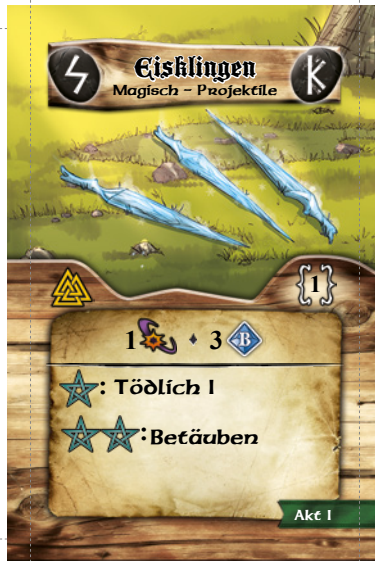 Eisklingen
Magisch - Projektile
1
1 ♦ 3 B
: Tödlich 1
: Betäuben
Akt 1